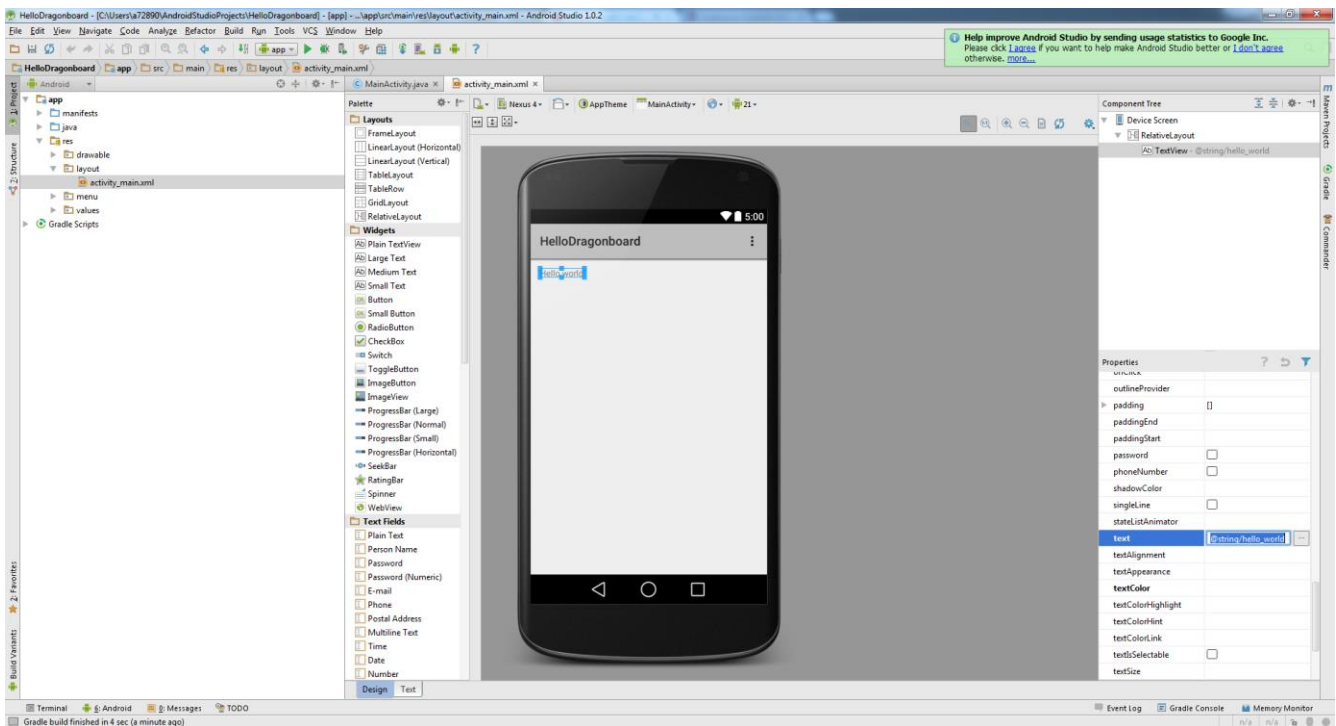 HelloDragonboard - [C:\Users\a72890\AndroidStudioProjects\HelloDragonboard] - [app] - ...\app\src\main\res\layout\activity_main.xml - Android Studio 1.0.2
File Edit View Navigate Code Analyze Refactor Build Run Tools VCS Window Help
app
Help improve Android Studio by sending usage statistics to Google Inc.
Please click I agree if you want to help make Android Studio better or I don't agree
otherwise. more...
HelloDragonboard app src main res layout activity_main.xml
1: Project
2: Structure
2: Favorites
Build Variants
Android
app
manifests
java
res
drawable
layout
activity_main.xml
menu
values
Gradle Scripts
MainActivity.java activity_main.xml
Palette
Layouts
FrameLayout
LinearLayout (Horizontal)
LinearLayout (Vertical)
TableLayout
TableRow
GridLayout
RelativeLayout
Widgets
Plain TextView
Large Text
Medium Text
Small Text
Button
Small Button
RadioButton
CheckBox
Switch
ToggleButton
ImageButton
ImageView
ProgressBar (Large)
ProgressBar (Normal)
ProgressBar (Small)
ProgressBar (Horizontal)
SeekBar
RatingBar
Spinner
WebView
Text Fields
Plain Text
Person Name
Password
Password (Numeric)
E-mail
Phone
Postal Address
Multiline Text
Time
Date
Number
Design Text
Nexus 4 AppTheme MainActivity 21
5:00
HelloDragonboard
Hello world
Component Tree
Device Screen
RelativeLayout
Ab TextView - @string/hello_world
Properties
onClick
outlineProvider
padding []
paddingEnd
paddingStart
password
phoneNumber
shadowColor
singleLine
stateListAnimator
text @string/hello_world
textAlignment
textAppearance
textColor
textColorHighlight
textColorHint
textColorLink
textIsSelectable
textSize
Maven Projects
Gradle
Commander
Terminal 6: Android 0: Messages TODO
Event Log Gradle Console Memory Monitor
Gradle build finished in 4 sec (a minute ago)
n/a n/a